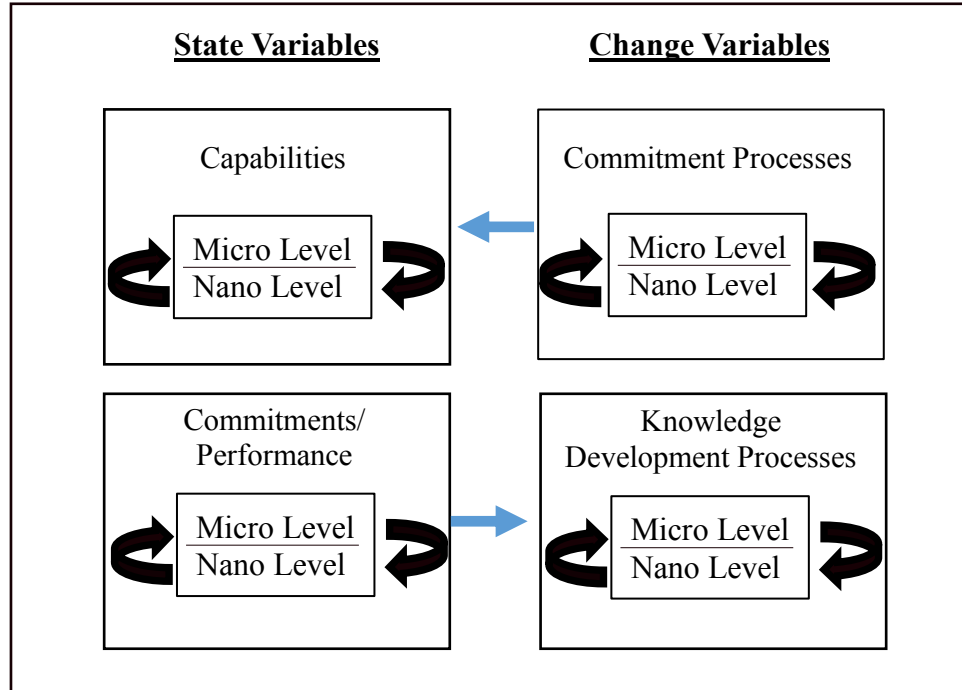 State Variables
Change Variables
Capabilities
Micro Level
Nano Level
Commitment Processes
Micro Level
Nano Level
Commitments/
Performance
Micro Level
Nano Level
Knowledge
Development Processes
Micro Level
Nano Level